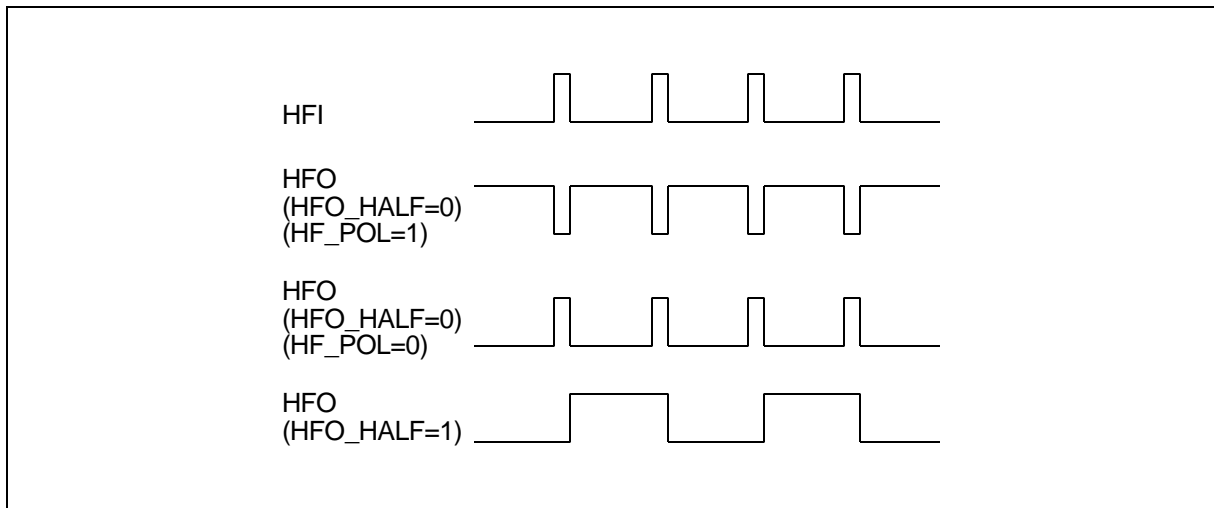 HFI
HFO
(HFO_HALF=0)
(HF_POL=1)
HFO
(HFO_HALF=0)
(HF_POL=0)
HFO
(HFO_HALF=1)